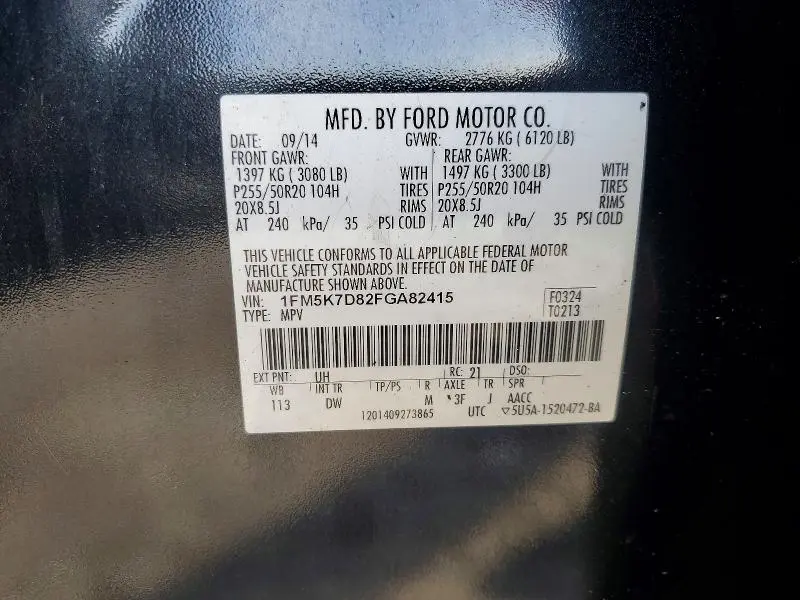 MFD. BY FORD MOTOR CO.
DATE: 09/14 GVWR: 2776 KG ( 6120 LB)
FRONT GAWR: REAR GAWR:
1397 KG ( 3080 LB) WITH 1497 KG ( 3300 LB) WITH
P255/50R20 104H TIRES P255/50R20 104H TIRES
20X8.5J RIMS 20X8.5J RIMS
AT 240 kPa/ 35 PSI COLD AT 240 kPa/ 35 PSI COLD
THIS VEHICLE CONFORMS TO ALL APPLICABLE FEDERAL MOTOR
VEHICLE SAFETY STANDARDS IN EFFECT ON THE DATE OF
MANUFACTURE SHOWN ABOVE.
VIN: 1FM5K7D82FGA82415 F0324
TYPE: MPV T0213
EXT PNT: UH RC: 21 DSO:
WB INT TR TP/PS R AXLE TR SPR
113 DW M 3F J AACC
1201409273865 UTC ▽5U5A-1520472-BA